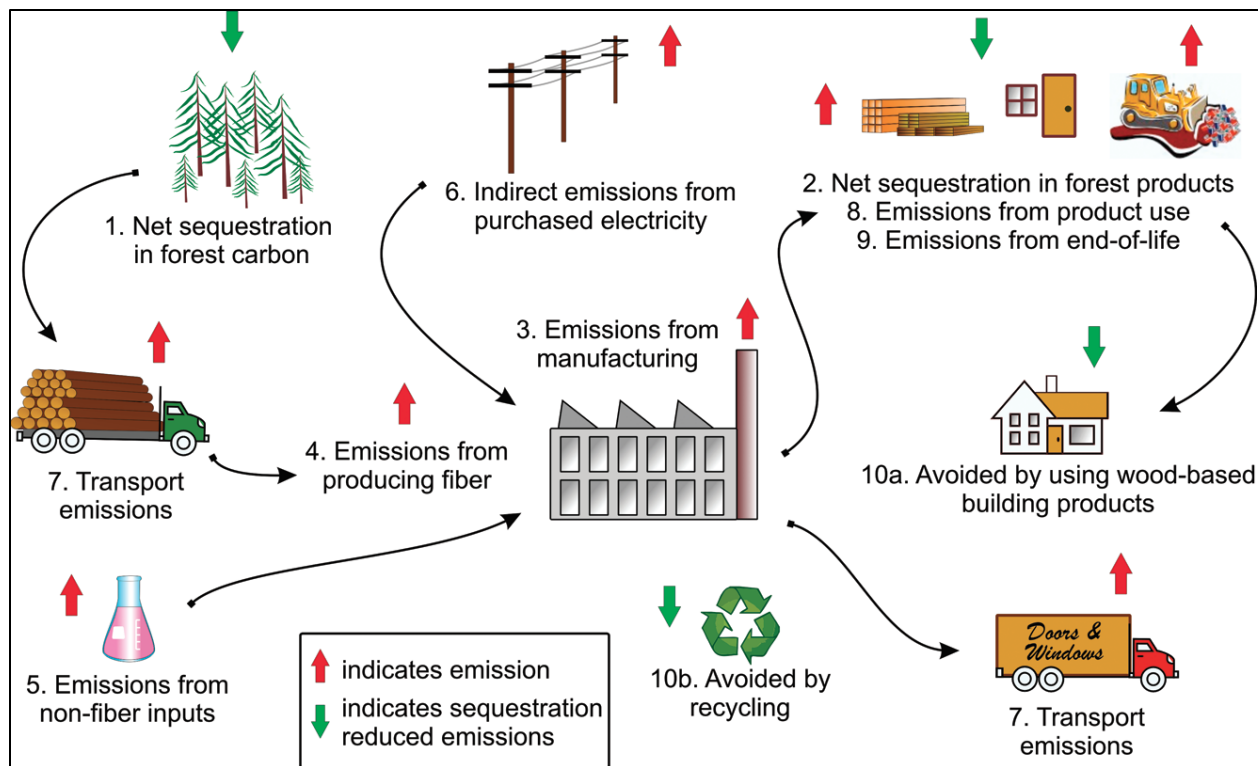 1. Net sequestration
in forest carbon
6. Indirect emissions from
purchased electricity
2. Net sequestration in forest products
8. Emissions from product use
9. Emissions from end-of-life
3. Emissions from
manufacturing
7. Transport
emissions
4. Emissions from
producing fiber
10a. Avoided by using wood-based
building products
5. Emissions from
non-fiber inputs
indicates emission
indicates sequestration
reduced emissions
10b. Avoided by
recycling
Doors &
Windows
7. Transport
emissions